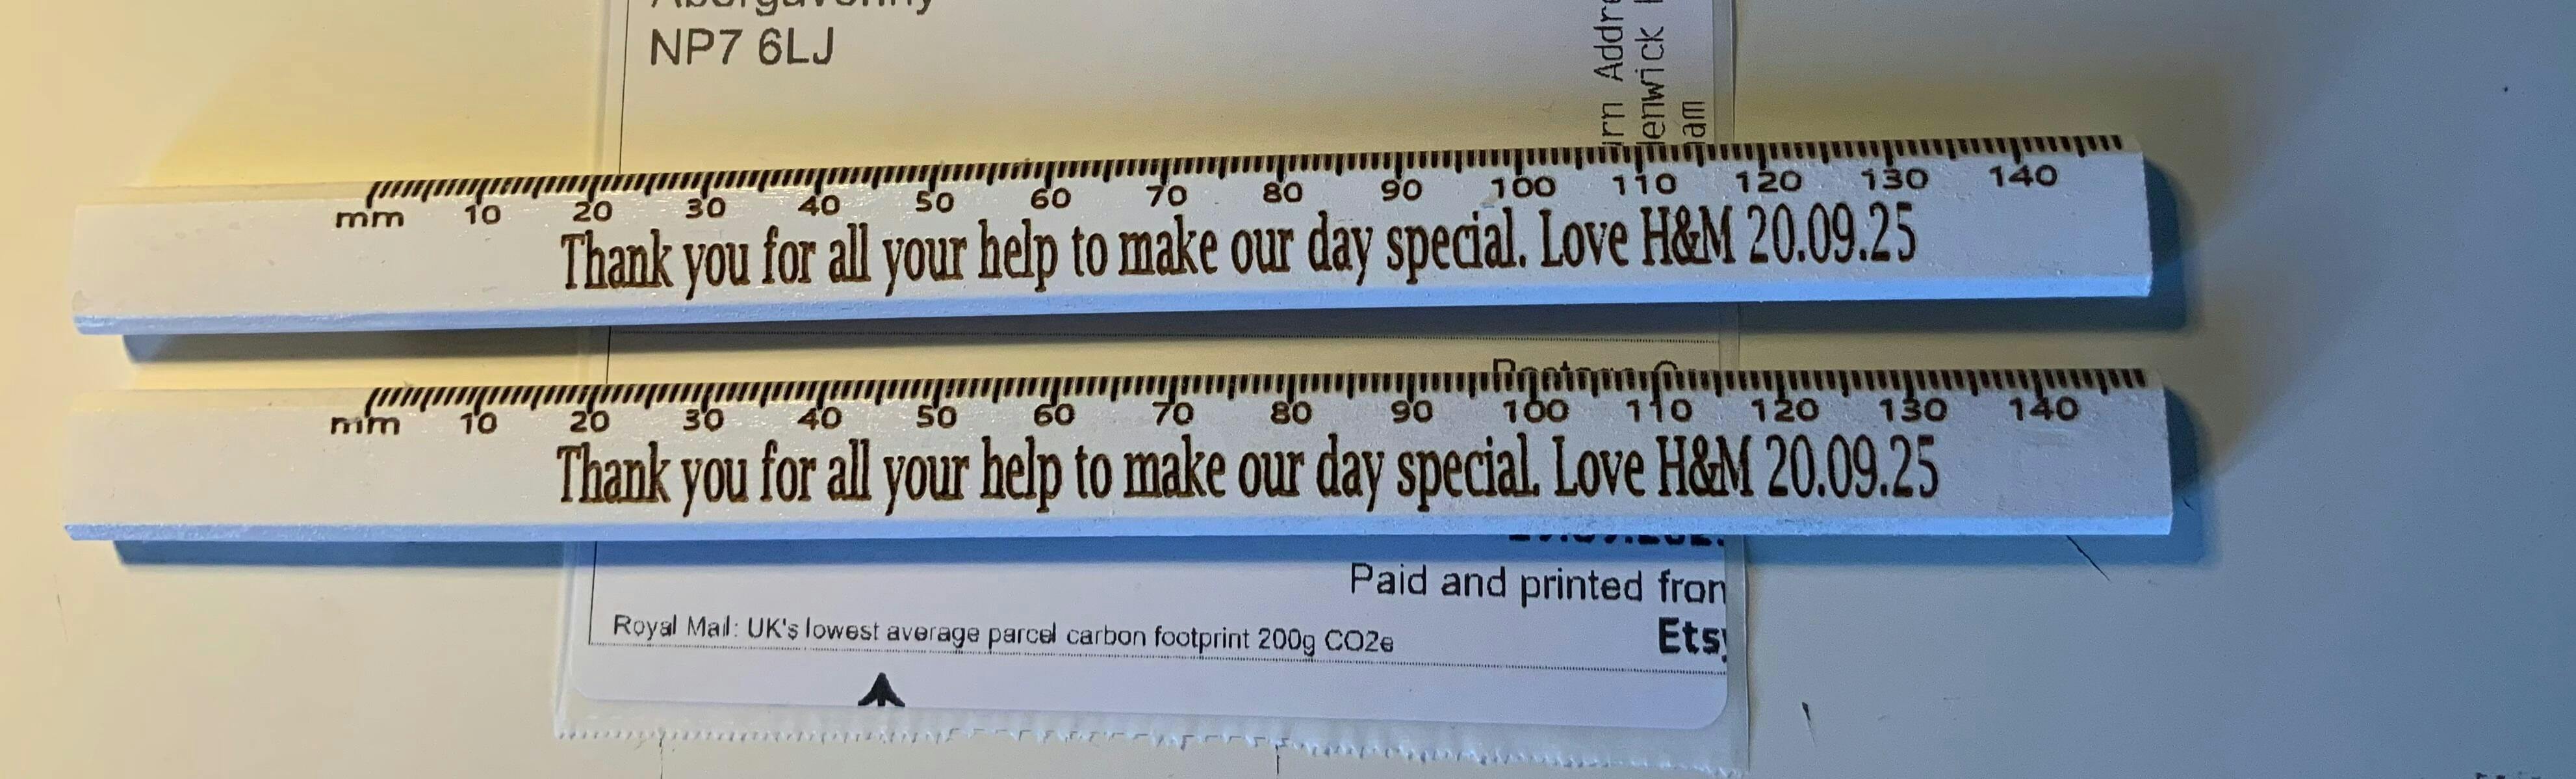 NP7 6LJ
mm 10 20 30 40 50 60 70 80 90 100 110 120 130 140
Thank you for all your help to make our day special. Love H&M 20.09.25
mm 10 20 30 40 50 60 70 80 90 100 110 120 130 140
Thank you for all your help to make our day special. Love H&M 20.09.25
Paid and printed
Royal Mail: UK's lowest average parcel carbon footprint 200g CO2e